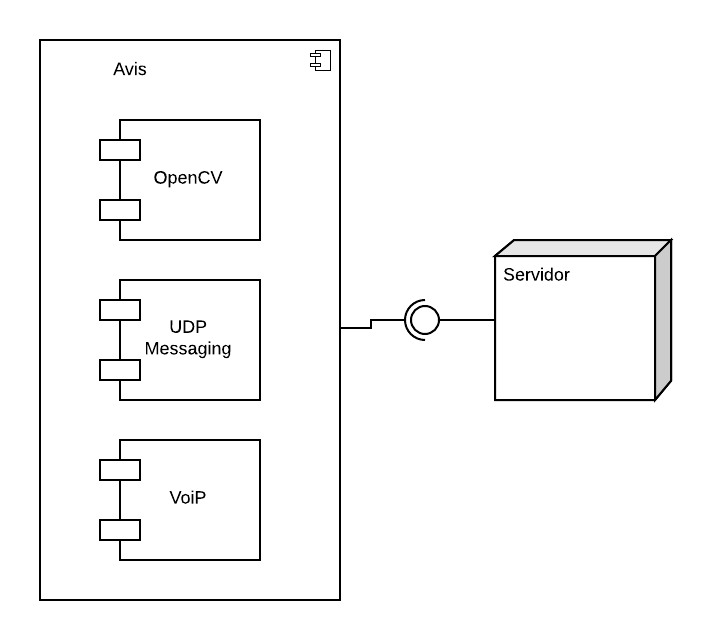 Avis
OpenCV
UDP
Messaging
VoiP
Servidor